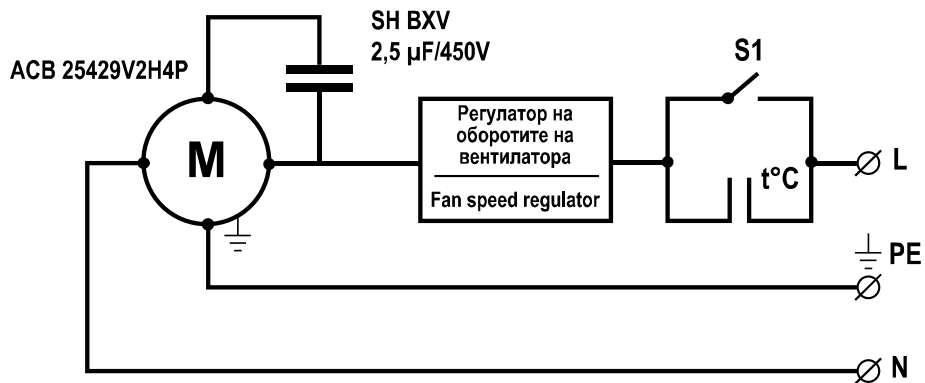 SH BXV
2,5 µF/450V
ACB 25429V2H4P
M
Регулатор на
оборотите на
вентилатора
Fan speed regulator
S1
t°C
L
PE
N